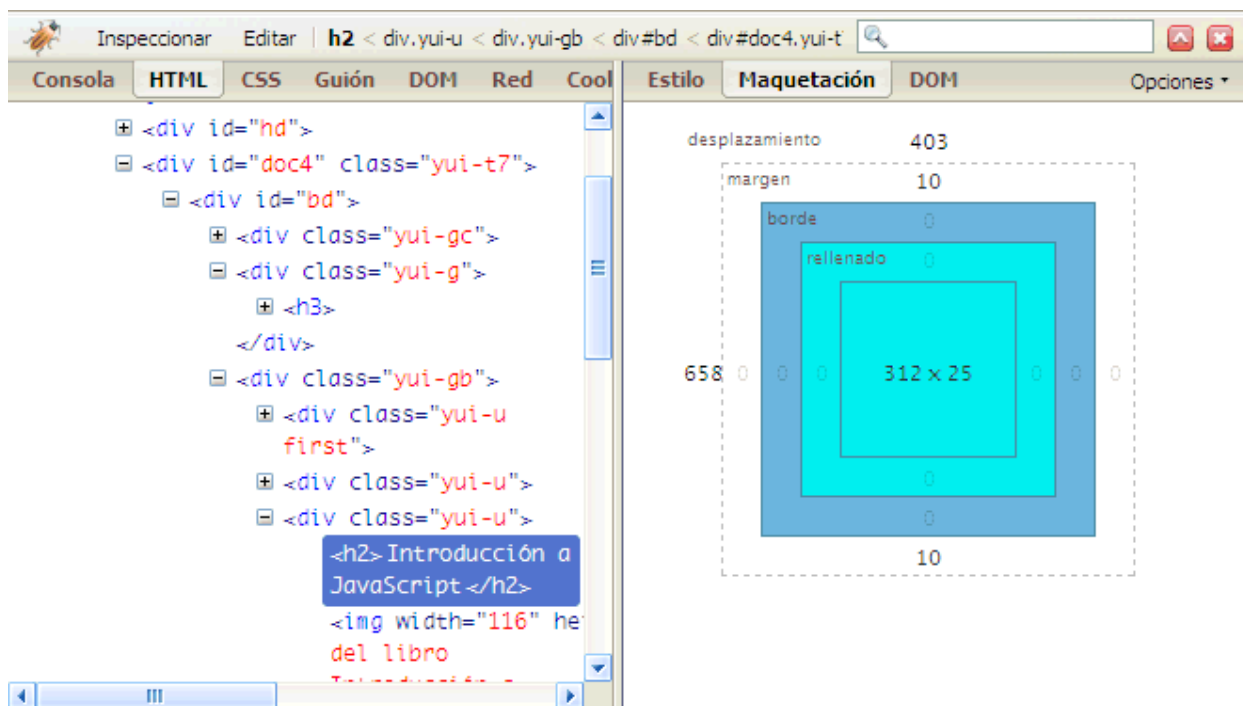 Inspeccionar Editar h2 < div.yui-u < div.yui-gb < div#bd < div#doc4.yui-t
Consola HTML CSS Guión DOM Red Cool
Estilo Maquetación DOM Opciones
<div id="hd">
<div id="doc4" class="yui-t7">
<div id="bd">
<div class="yui-gc">
<div class="yui-g">
<h3>
</div>
<div class="yui-gb">
<div class="yui-u
first">
<div class="yui-u">
<div class="yui-u">
<h2>Introducción a
JavaScript</h2>
<img width="116" he
del libro
desplazamiento 403
margen 10
borde 0
rellenado 0
658 0 0 0 312 x 25 0 0 0
0
0
10